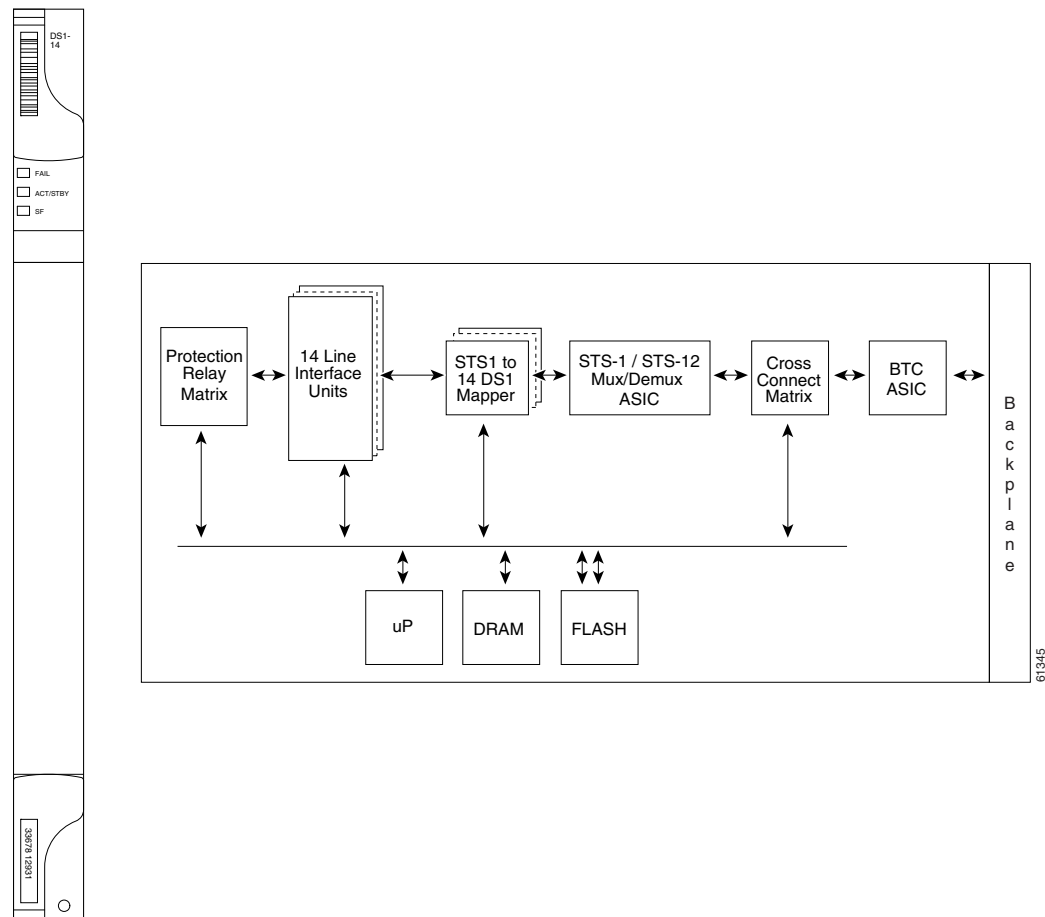 DS1-
14
FAIL
ACT/STBY
SF
Protection
Relay
Matrix
14 Line
Interface
Units
STS1 to
14 DS1
Mapper
STS-1 / STS-12
Mux/Demux
ASIC
Cross
Connect
Matrix
BTC
ASIC
Backplane
uP
DRAM
FLASH
61345
33678 12931